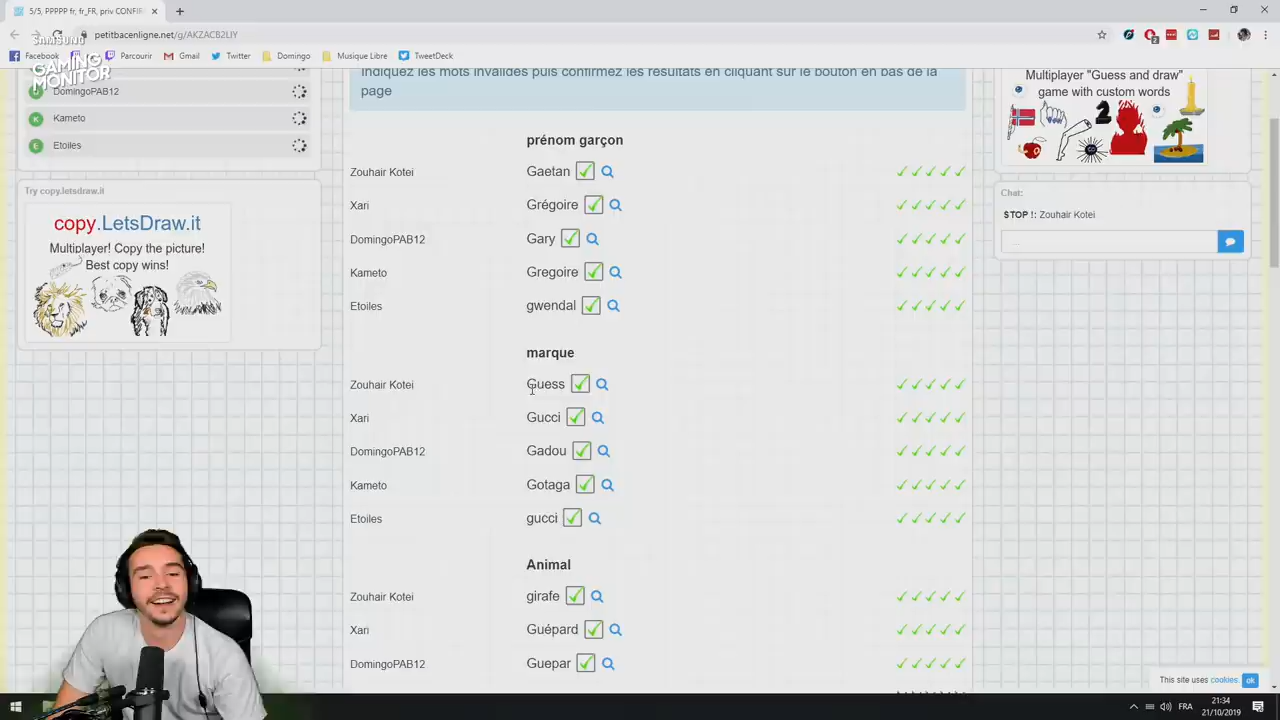 5/5, PPPPP fr, fr_FR, priv CONFIR
petitbacenligne.net/g/AKZACB2LIY
SAMSUNG
GAMING
MONITOR
Facebook
Parcourir
Gmail
Twitter
Domingo
Musique Libre
TweetDeck
DomingoPAB12
K Kameto
E Etoiles
Try copy.letsdraw.it
copy.LetsDraw.it
Multiplayer! Copy the picture!
Best copy wins!
Indiquez les mots invalides puis confirmez les résultats en cliquant sur le bouton en bas de la
page
prénom garçon
Zouhair Kotei Gaetan
Xari Grégoire
DomingoPAB12 Gary
Kameto Gregoire
Etoiles gwendal
marque
Zouhair Kotei Guess
Xari Gucci
DomingoPAB12 Gadou
Kameto Gotaga
Etoiles gucci
Animal
Zouhair Kotei girafe
Xari Guépard
DomingoPAB12 Guepar
Multiplayer "Guess and draw"
game with custom words
Chat:
STOP !: Zouhair Kotei
This site uses cookies. ok
FRA
21:34
21/10/2019